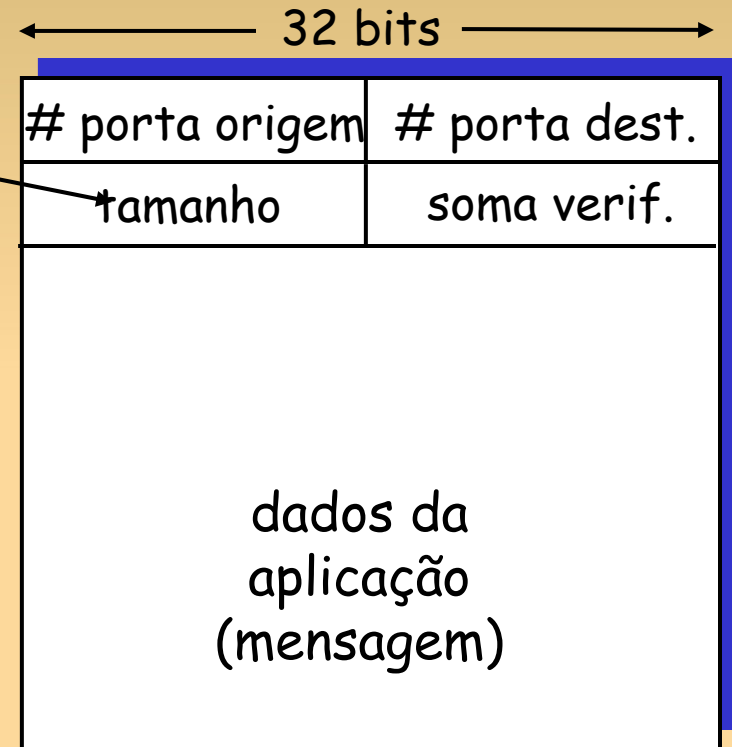 32 bits
# porta origem
# porta dest.
tamanho
soma verif.
dados da
aplicação
(mensagem)